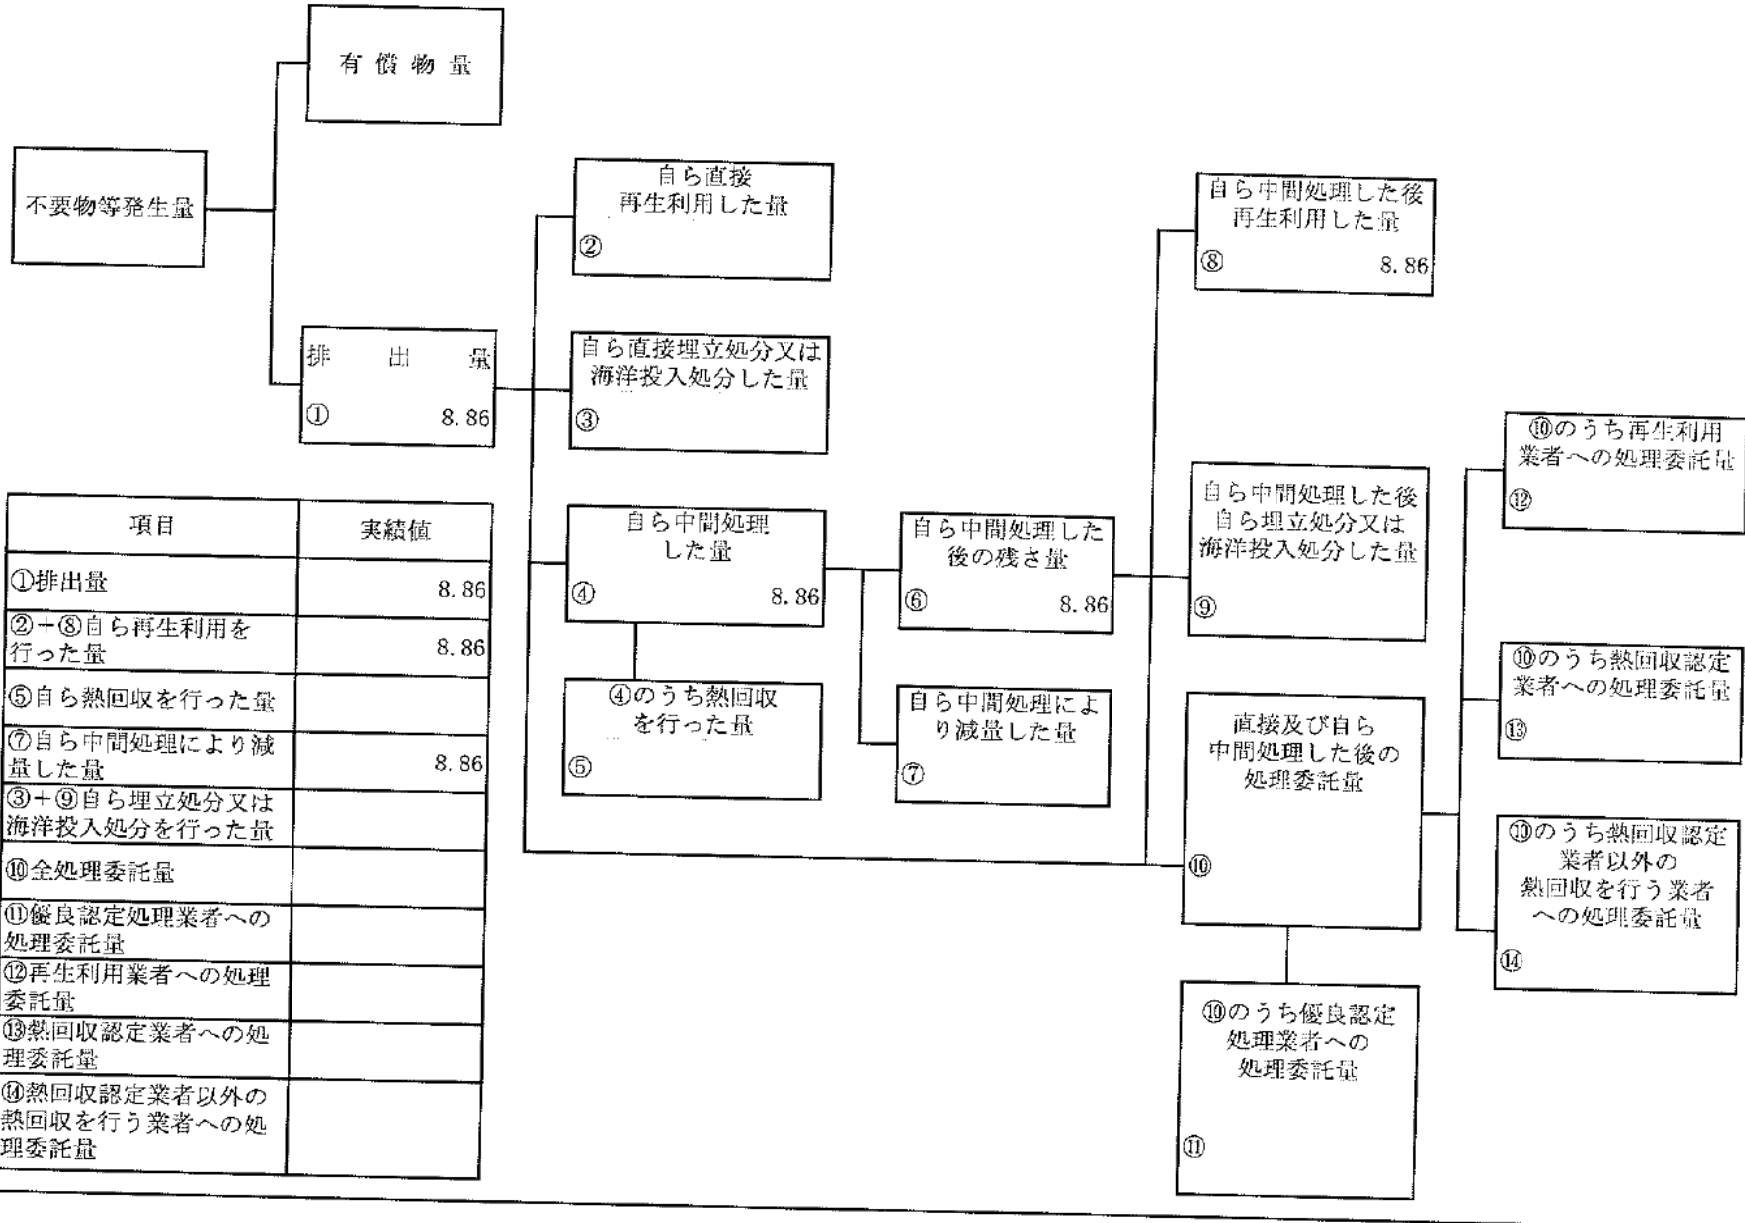 有償物量
不要物等発生量
排出量
① 8.86
自ら直接
再生利用した量
②
自ら直接埋立処分又は
海洋投入処分した量
③
自ら中間処理
した量
④ 8.86
④のうち熱回収
を行った量
⑤
自ら中間処理した
後の残さ量
⑥ 8.86
自ら中間処理によ
り減量した量
⑦
自ら中間処理した後
再生利用した量
⑧ 8.86
自ら中間処理した後
自ら埋立処分又は
海洋投入処分した量
⑨
直接及び自ら
中間処理した後の
処理委託量
⑩
⑩のうち優良認定
処理業者への
処理委託量
⑪
⑩のうち再生利用
業者への処理委託量
⑫
⑩のうち熱回収認定
業者への処理委託量
⑬
⑩のうち熱回収認定
業者以外の
熱回収を行う業者
への処理委託量
⑭
項目 実績値
①排出量 8.86
②+⑧自ら再生利用を
行った量 8.86
⑤自ら熱回収を行った量
⑦自ら中間処理により減
量した量 8.86
③+⑨自ら埋立処分又は
海洋投入処分を行った量
⑩全処理委託量
⑪優良認定処理業者への
処理委託量
⑫再生利用業者への処理
委託量
⑬熱回収認定業者への処
理委託量
⑭熱回収認定業者以外の
熱回収を行う業者への処
理委託量